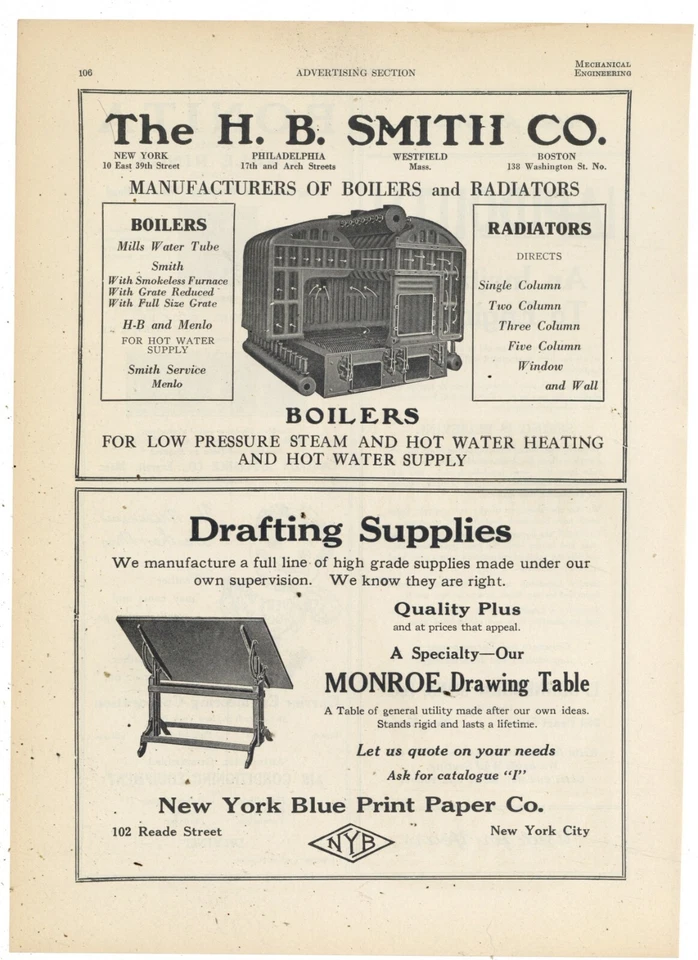 106
ADVERTISING SECTION
MECHANICAL
ENGINEERING
The H. B. SMITH CO.
NEW YORK PHILADELPHIA WESTFIELD BOSTON
10 East 39th Street 17th and Arch Streets Mass. 138 Washington St. No.
MANUFACTURERS OF BOILERS and RADIATORS
BOILERS
Mills Water Tube
Smith
With Smokeless Furnace
With Grate Reduced
With Full Size Grate
H-B and Menlo
FOR HOT WATER
SUPPLY
Smith Service
Menlo
RADIATORS
DIRECTS
Single Column
Two Column
Three Column
Five Column
Window
and Wall
BOILERS
FOR LOW PRESSURE STEAM AND HOT WATER HEATING
AND HOT WATER SUPPLY
Drafting Supplies
We manufacture a full line of high grade supplies made under our
own supervision. We know they are right.
Quality Plus
and at prices that appeal.
A Specialty—Our
MONROE Drawing Table
A Table of general utility made after our own ideas.
Stands rigid and lasts a lifetime.
Let us quote on your needs
Ask for catalogue "I"
New York Blue Print Paper Co.
102 Reade Street
NYB
New York City